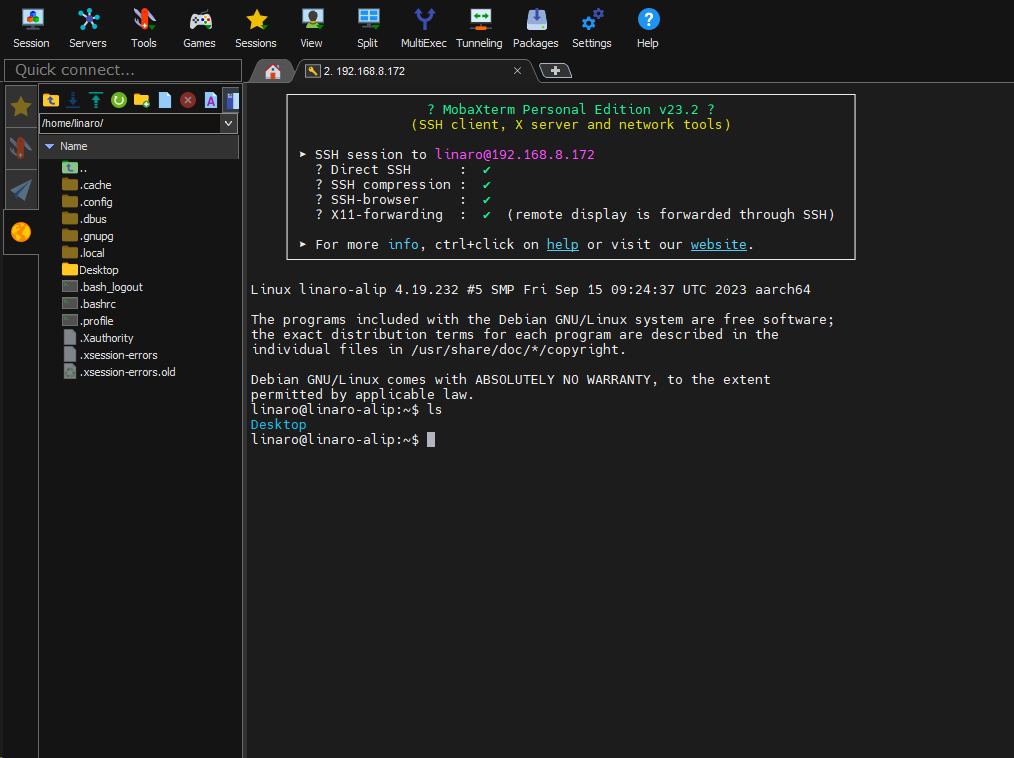 Session Servers Tools Games Sessions View Split MultiExec Tunneling Packages Settings Help
Quick connect...
2. 192.168.8.172
/home/linaro/
Name
..
.cache
.config
.dbus
.gnupg
.local
Desktop
.bash_logout
.bashrc
.profile
.Xauthority
.xsession-errors
.xsession-errors.old
? MobaXterm Personal Edition v23.2 ?
(SSH client, X server and network tools)
➤ SSH session to linaro@192.168.8.172
? Direct SSH : ✔
? SSH compression : ✔
? SSH-browser : ✔
? X11-forwarding : ✔ (remote display is forwarded through SSH)
➤ For more info, ctrl+click on help or visit our website.
Linux linaro-alip 4.19.232 #5 SMP Fri Sep 15 09:24:37 UTC 2023 aarch64
The programs included with the Debian GNU/Linux system are free software;
the exact distribution terms for each program are described in the
individual files in /usr/share/doc/*/copyright.
Debian GNU/Linux comes with ABSOLUTELY NO WARRANTY, to the extent
permitted by applicable law.
linaro@linaro-alip:~$ ls
Desktop
linaro@linaro-alip:~$